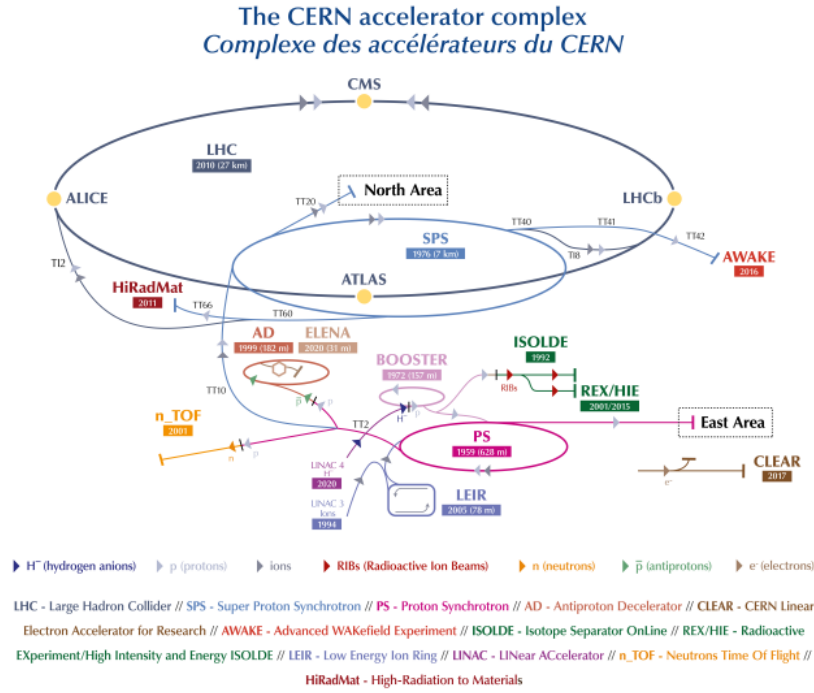 The CERN accelerator complex
Complexe des accélérateurs du CERN
CMS
LHC
2010 (27 km)
ALICE
TT20
North Area
LHCb
TT40
TT41
SPS
1976 (7 km)
TI8
TT42
AWAKE
2016
TI2
ATLAS
HiRadMat
2011
TT66
TT60
AD
1999 (182 m)
ELENA
2020 (31 m)
ISOLDE
1992
BOOSTER
1972 (157 m)
RIBs
REX/HIE
2001/2015
TT10
p̅
p
H⁻
p
n_TOF
2001
TT2
East Area
n
p
PS
1959 (628 m)
LINAC 4
H⁻
2020
CLEAR
2017
e⁻
LINAC 3
Ions
1994
LEIR
2005 (78 m)
H⁻ (hydrogen anions)
p (protons)
ions
RIBs (Radioactive Ion Beams)
n (neutrons)
p̅ (antiprotons)
e⁻ (electrons)
LHC - Large Hadron Collider // SPS - Super Proton Synchrotron // PS - Proton Synchrotron // AD - Antiproton Decelerator // CLEAR - CERN Linear
Electron Accelerator for Research // AWAKE - Advanced WAKefield Experiment // ISOLDE - Isotope Separator OnLine // REX/HIE - Radioactive
EXperiment/High Intensity and Energy ISOLDE // LEIR - Low Energy Ion Ring // LINAC - LINear ACcelerator // n_TOF - Neutrons Time Of Flight //
HiRadMat - High-Radiation to Materials